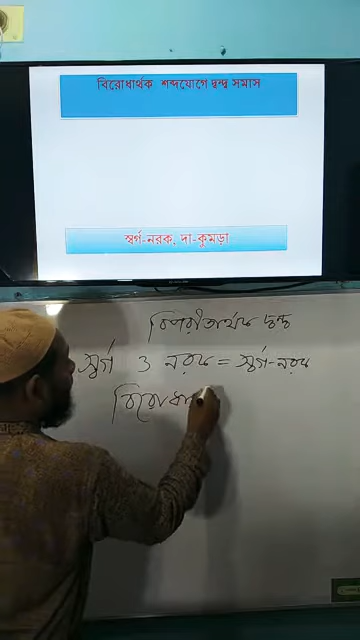 বিরোধার্থক শব্দযোগে দ্বন্দ্ব সমাস
স্বর্গ-নরক, দা-কুমড়া
বিপরীতার্থক দ্বন্দ্ব
স্বর্গ ও নরক = স্বর্গ-নরক
বিরোধা